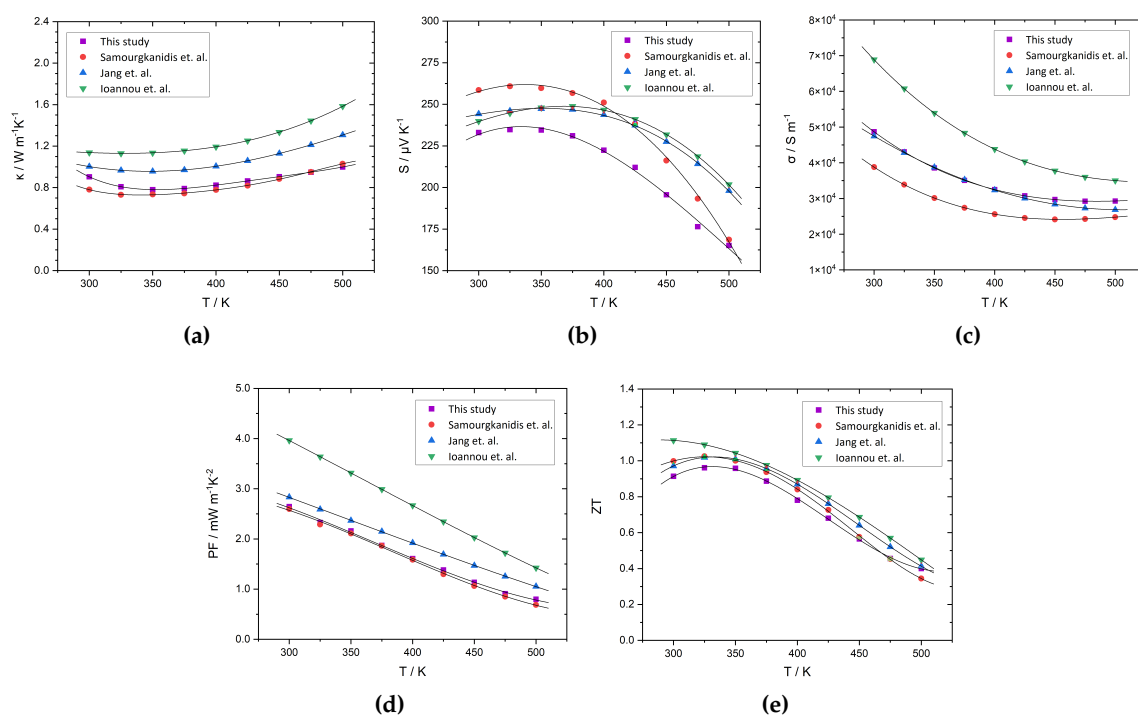 κ / W m⁻¹K⁻¹
2.4
2.0
1.6
1.2
0.8
0.4
0.0
300 350 400 450 500
T / K
This study
Samourgkanidis et. al.
Jang et. al.
Ioannou et. al.
(a)
S / μV K⁻¹
300
250
200
150
300 350 400 450 500
T / K
This study
Samourgkanidis et. al.
Jang et. al.
Ioannou et. al.
(b)
σ / S m⁻¹
8×10⁴
7×10⁴
6×10⁴
5×10⁴
4×10⁴
3×10⁴
2×10⁴
1×10⁴
300 350 400 450 500
T / K
This study
Samourgkanidis et. al.
Jang et. al.
Ioannou et. al.
(c)
PF / mW m⁻¹K⁻²
5.0
4.0
3.0
2.0
1.0
0.0
300 350 400 450 500
T / K
This study
Samourgkanidis et. al.
Jang et. al.
Ioannou et. al.
(d)
ZT
1.4
1.2
1.0
0.8
0.6
0.4
0.2
0.0
300 350 400 450 500
T / K
This study
Samourgkanidis et. al.
Jang et. al.
Ioannou et. al.
(e)